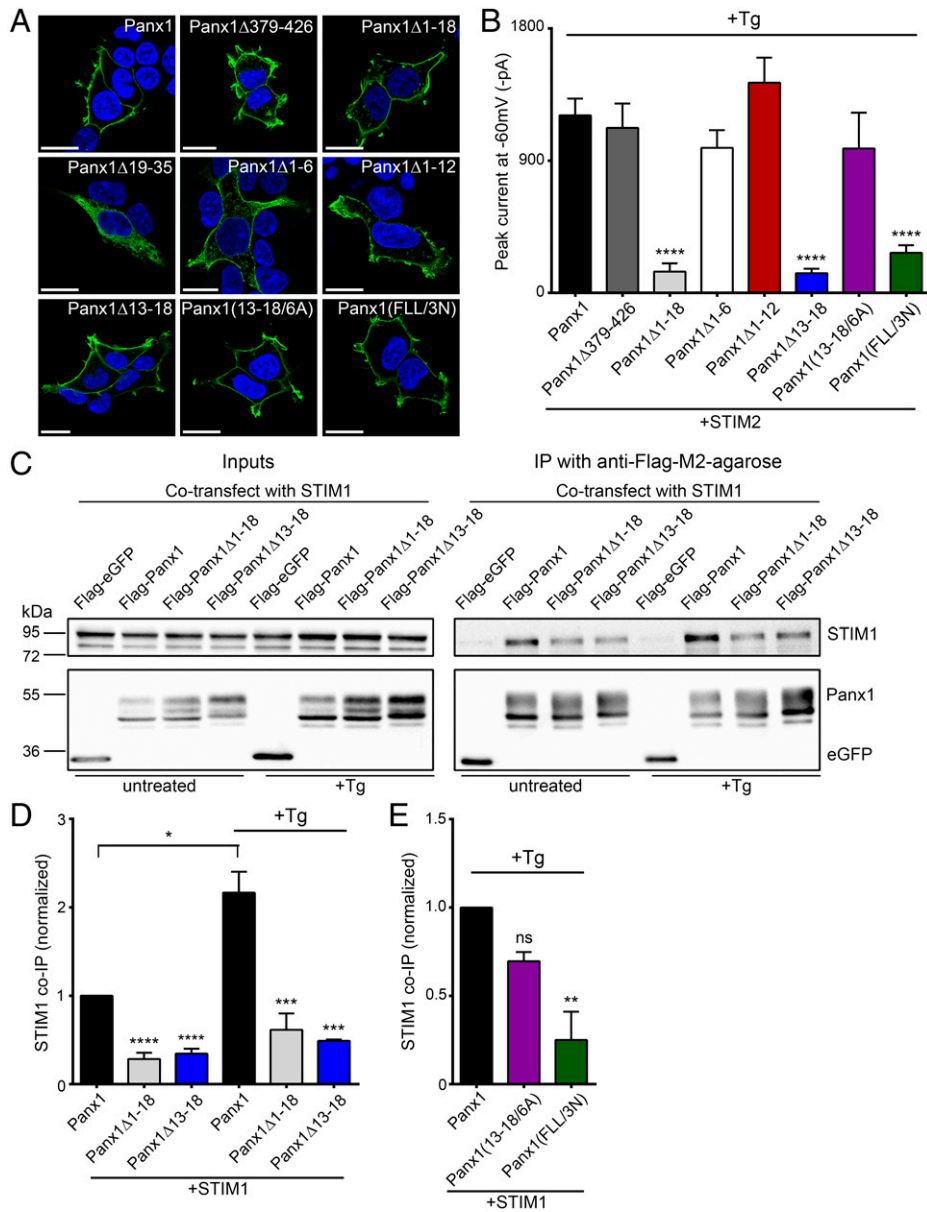 A
Panx1
Panx1Δ379-426
Panx1Δ1-18
Panx1Δ19-35
Panx1Δ1-6
Panx1Δ1-12
Panx1Δ13-18
Panx1(13-18/6A)
Panx1(FLL/3N)
B
+Tg
Peak current at -60mV (-pA)
1800
900
0
****
****
****
Panx1
Panx1Δ379-426
Panx1Δ1-18
Panx1Δ1-6
Panx1Δ1-12
Panx1Δ13-18
Panx1(13-18/6A)
Panx1(FLL/3N)
+STIM2
C
Inputs
IP with anti-Flag-M2-agarose
Co-transfect with STIM1
Co-transfect with STIM1
Flag-eGFP
Flag-Panx1
Flag-Panx1Δ1-18
Flag-Panx1Δ13-18
Flag-eGFP
Flag-Panx1
Flag-Panx1Δ1-18
Flag-Panx1Δ13-18
Flag-eGFP
Flag-Panx1
Flag-Panx1Δ1-18
Flag-Panx1Δ13-18
Flag-eGFP
Flag-Panx1
Flag-Panx1Δ1-18
Flag-Panx1Δ13-18
kDa
95
72
55
36
STIM1
Panx1
eGFP
untreated
+Tg
untreated
+Tg
D
STIM1 co-IP (normalized)
3
2
1
0
*
+Tg
****
****
***
***
Panx1
Panx1Δ1-18
Panx1Δ13-18
Panx1
Panx1Δ1-18
Panx1Δ13-18
+STIM1
E
STIM1 co-IP (normalized)
1.5
1.0
0.5
0
+Tg
ns
**
Panx1
Panx1(13-18/6A)
Panx1(FLL/3N)
+STIM1